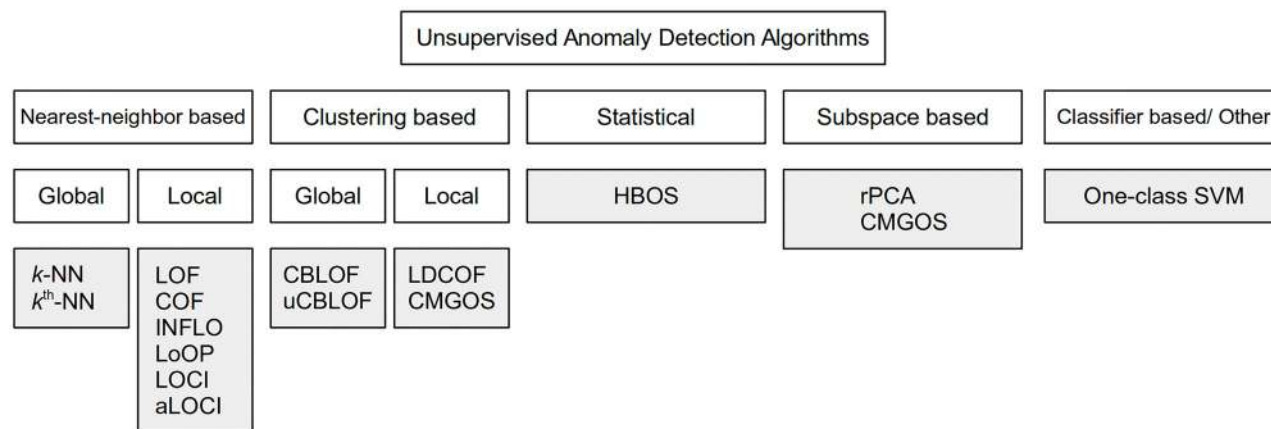 Unsupervised Anomaly Detection Algorithms
Nearest-neighbor based
Clustering based
Statistical
Subspace based
Classifier based/ Other
Global
Local
Global
Local
HBOS
rPCA
CMGOS
One-class SVM
k-NN
kth-NN
LOF
COF
INFLO
LoOP
LOCI
aLOCI
CBLOF
uCBLOF
LDCOF
CMGOS